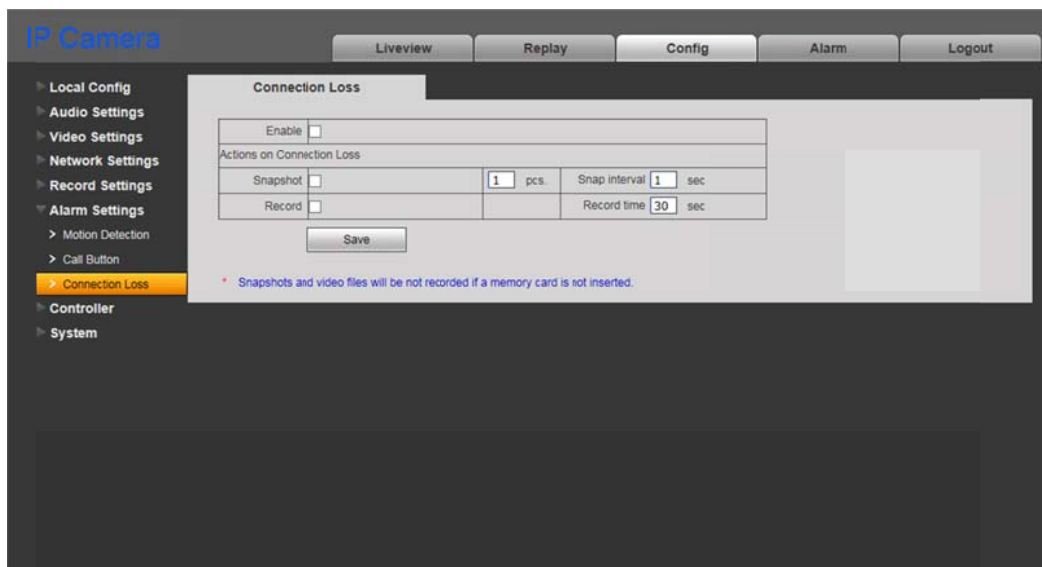 IP Camera
Liveview Replay Config Alarm Logout
Local Config
Audio Settings
Video Settings
Network Settings
Record Settings
Alarm Settings
> Motion Detection
> Call Button
> Connection Loss
Controller
System
Connection Loss
Enable
Actions on Connection Loss
Snapshot 1 pcs. Snap interval 1 sec
Record Record time 30 sec
Save
* Snapshots and video files will be not recorded if a memory card is not inserted.